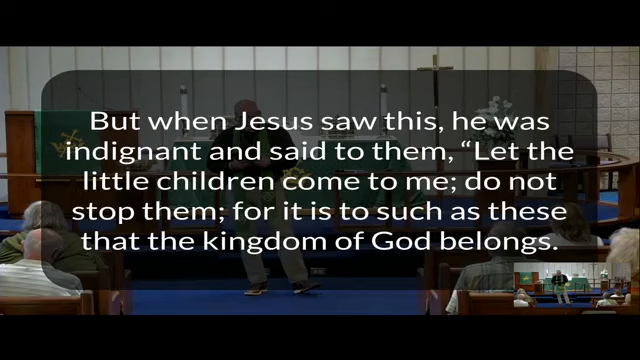 But when Jesus saw this, he was
indignant and said to them, “Let the
little children come to me; do not
stop them; for it is to such as these
that the kingdom of God belongs.